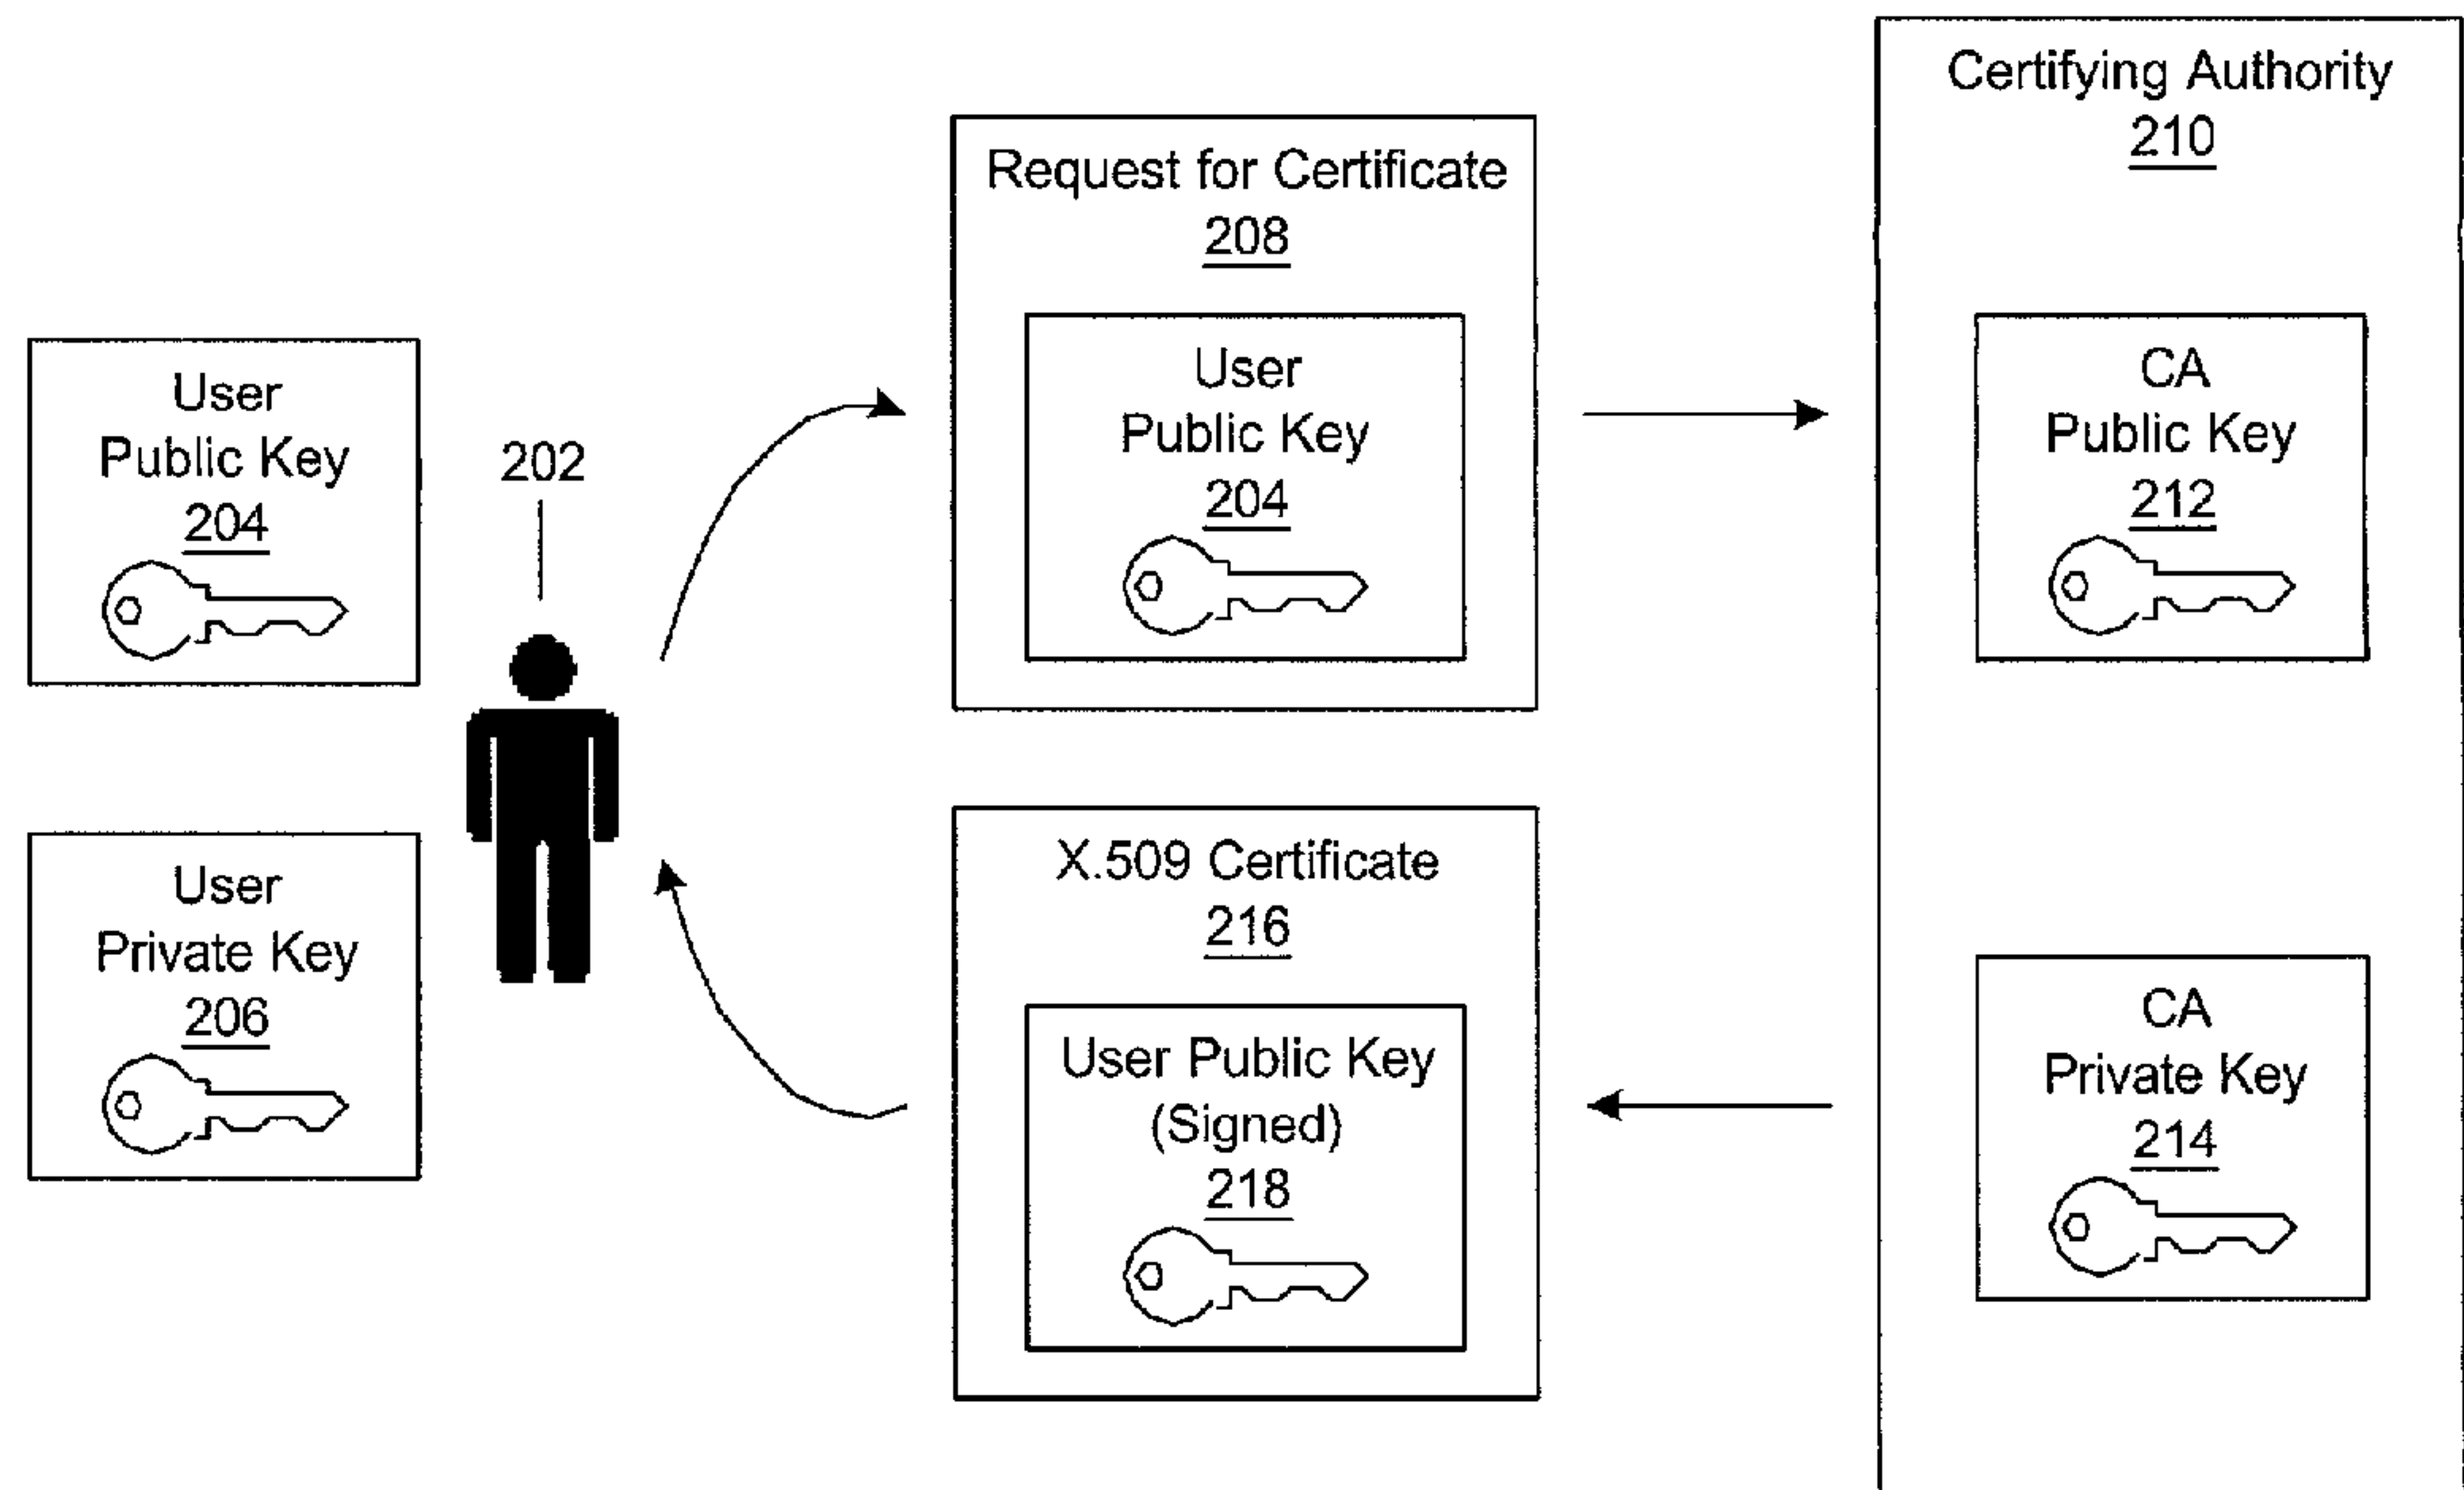 User
Public Key
204
202
User
Private Key
206
Request for Certificate
208
User
Public Key
204
X.509 Certificate
216
User Public Key
(Signed)
218
Certifying Authority
210
CA
Public Key
212
CA
Private Key
214